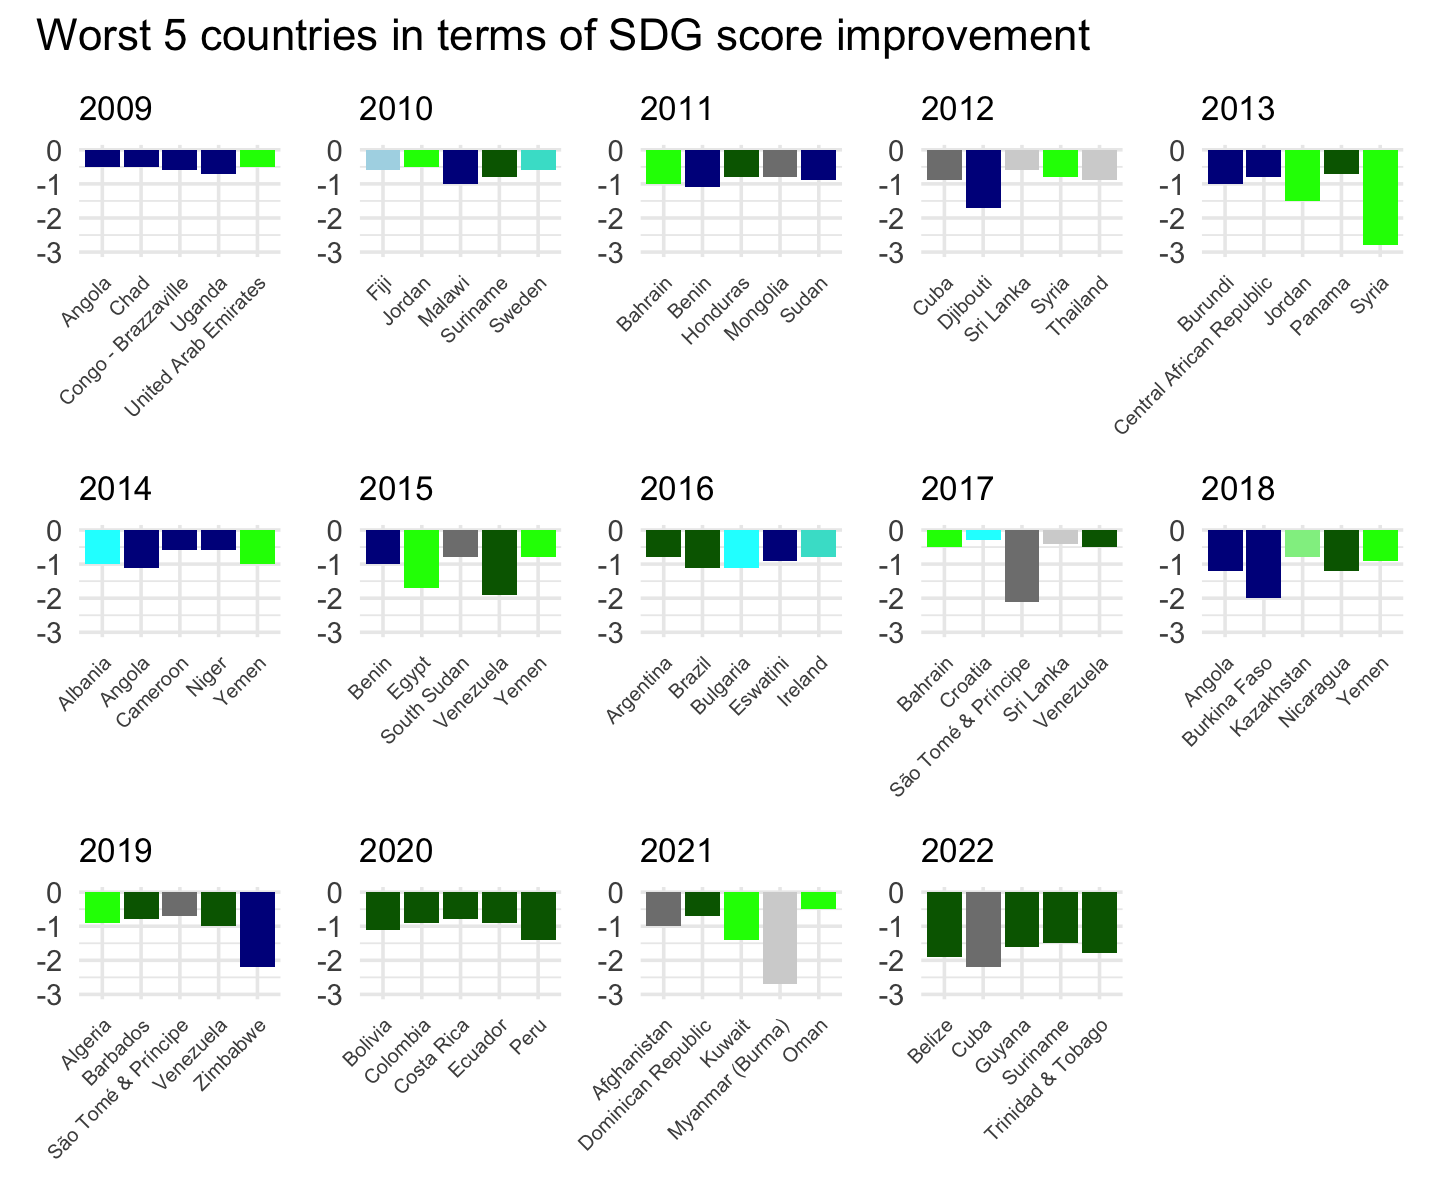 Worst 5 countries in terms of SDG score improvement
2009
0
-1
-2
-3
Angola
Chad
Congo - Brazzaville
Uganda
United Arab Emirates
2010
0
-1
-2
-3
Fiji
Jordan
Malawi
Suriname
Sweden
2011
0
-1
-2
-3
Bahrain
Benin
Honduras
Mongolia
Sudan
2012
0
-1
-2
-3
Cuba
Djibouti
Sri Lanka
Syria
Thailand
2013
0
-1
-2
-3
Burundi
Central African Republic
Jordan
Panama
Syria
2014
0
-1
-2
-3
Albania
Angola
Cameroon
Niger
Yemen
2015
0
-1
-2
-3
Benin
Egypt
South Sudan
Venezuela
Yemen
2016
0
-1
-2
-3
Argentina
Brazil
Bulgaria
Eswatini
Ireland
2017
0
-1
-2
-3
Bahrain
Croatia
São Tomé & Príncipe
Sri Lanka
Venezuela
2018
0
-1
-2
-3
Angola
Burkina Faso
Kazakhstan
Nicaragua
Yemen
2019
0
-1
-2
-3
Algeria
Barbados
São Tomé & Príncipe
Venezuela
Zimbabwe
2020
0
-1
-2
-3
Bolivia
Colombia
Costa Rica
Ecuador
Peru
2021
0
-1
-2
-3
Afghanistan
Dominican Republic
Kuwait
Myanmar (Burma)
Oman
2022
0
-1
-2
-3
Belize
Cuba
Guyana
Suriname
Trinidad & Tobago